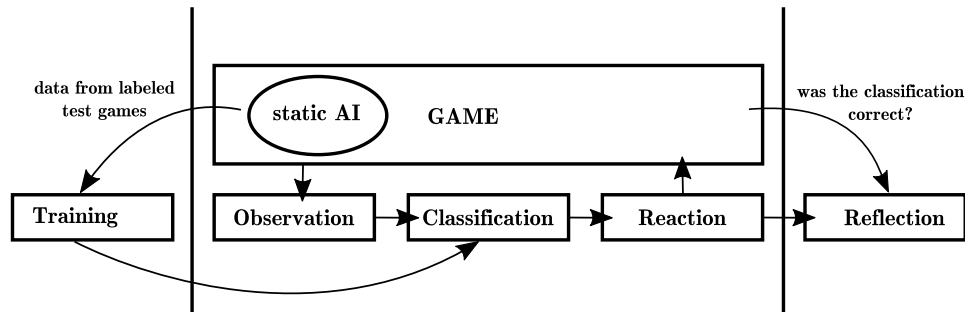 data from labeled
test games
static AI
GAME
was the classification
correct?
Training
Observation
Classification
Reaction
Reflection